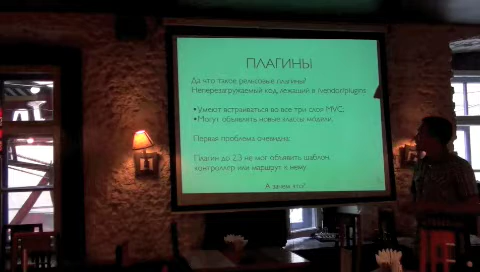 ПЛАГИНЫ
Да что такое рельсовые плагины?
Неперезагружаемый код, лежащий в /vendor/plugins
•Умеют встраиваться во все три слоя MVC.
•Могут объявлять новые классы модели.
Первая проблема очевидна:
Плагин до 2.3 не мог объявить шаблон,
контроллер или маршрут к нему.
А зачем это?